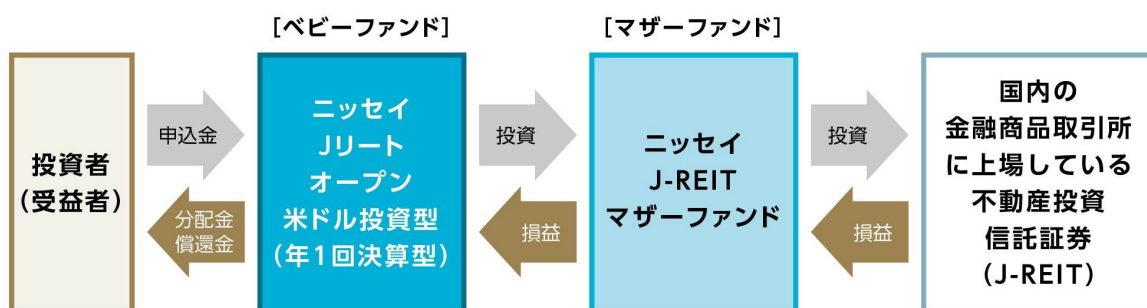 [ベビーファンド]
[マザーファンド]
投資者
(受益者)
申込金
分配金
償還金
ニッセイ
Jリート
オープン
米ドル投資型
(年1回決算型)
投資
損益
ニッセイ
J-REIT
マザーファンド
投資
損益
国内の
金融商品取引所
に上場している
不動産投資
信託証券
(J-REIT)